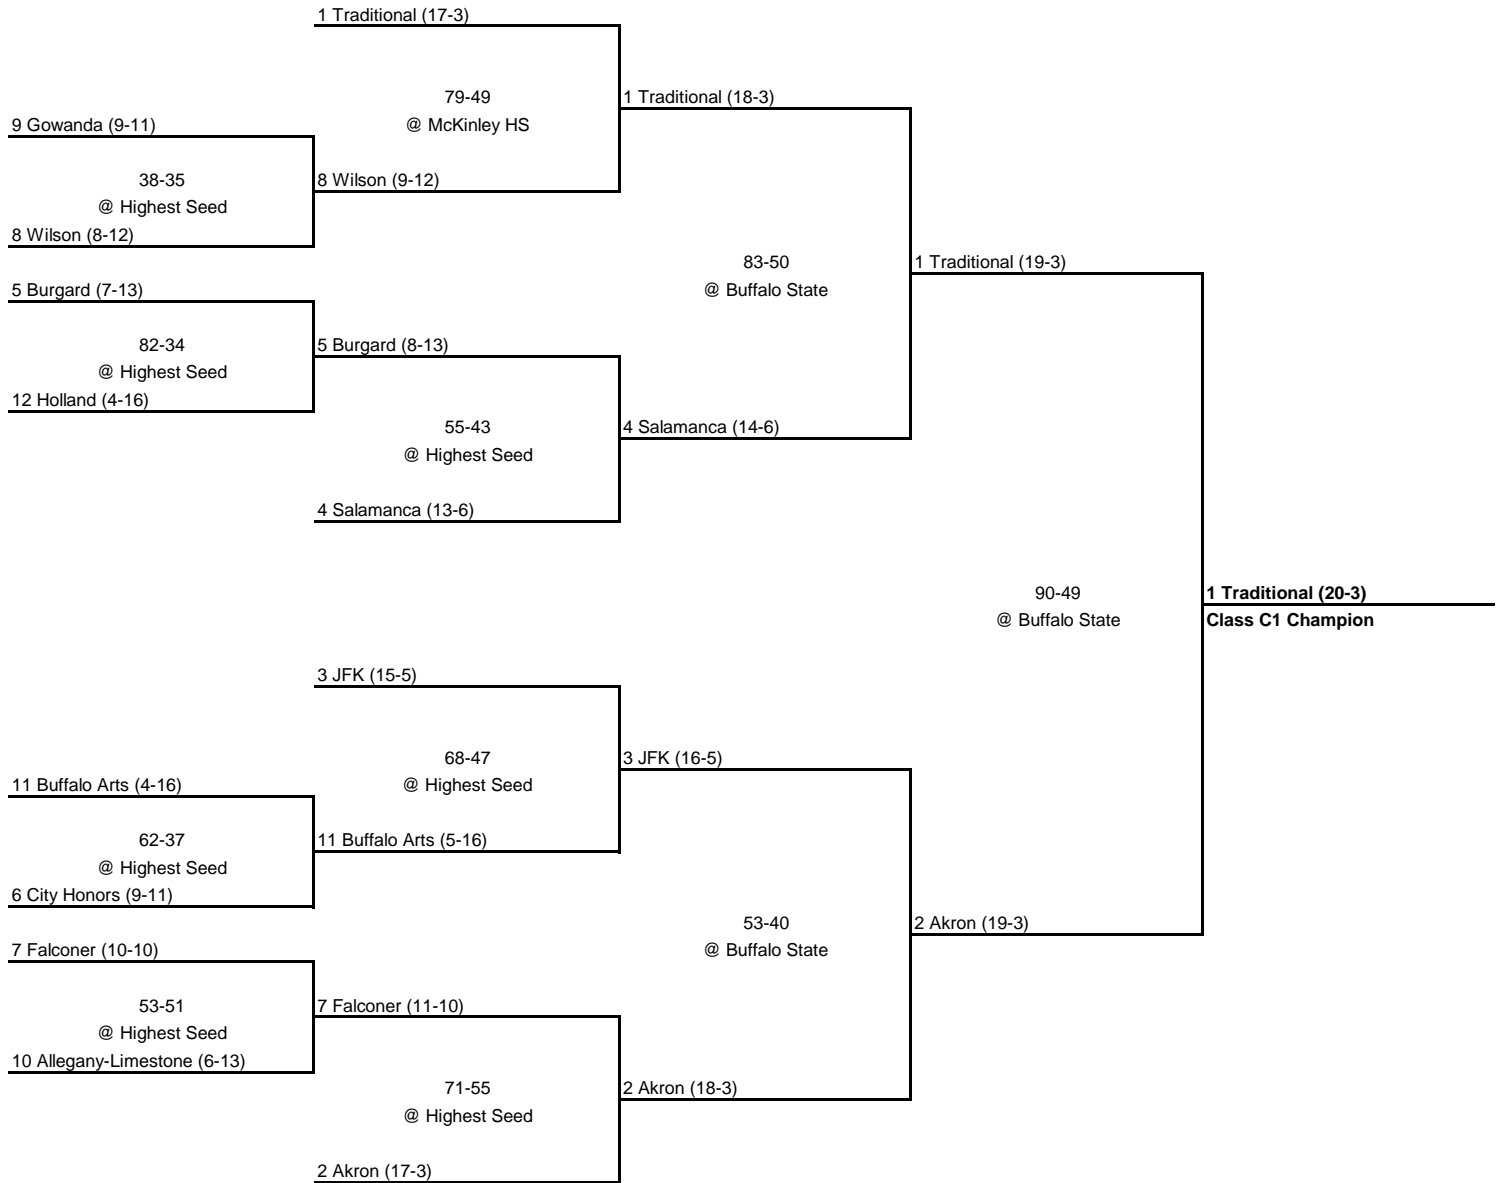 1 Traditional (17-3)
79-49
1 Traditional (18-3)
9 Gowanda (9-11)
@ McKinley HS
38-35
8 Wilson (9-12)
@ Highest Seed
8 Wilson (8-12)
83-50
1 Traditional (19-3)
5 Burgard (7-13)
@ Buffalo State
82-34
5 Burgard (8-13)
@ Highest Seed
12 Holland (4-16)
55-43
4 Salamanca (14-6)
@ Highest Seed
4 Salamanca (13-6)
90-49
1 Traditional (20-3)
@ Buffalo State
Class C1 Champion
3 JFK (15-5)
68-47
3 JFK (16-5)
11 Buffalo Arts (4-16)
@ Highest Seed
62-37
11 Buffalo Arts (5-16)
@ Highest Seed
6 City Honors (9-11)
53-40
2 Akron (19-3)
7 Falconer (10-10)
@ Buffalo State
53-51
7 Falconer (11-10)
@ Highest Seed
10 Allegany-Limestone (6-13)
71-55
2 Akron (18-3)
@ Highest Seed
2 Akron (17-3)